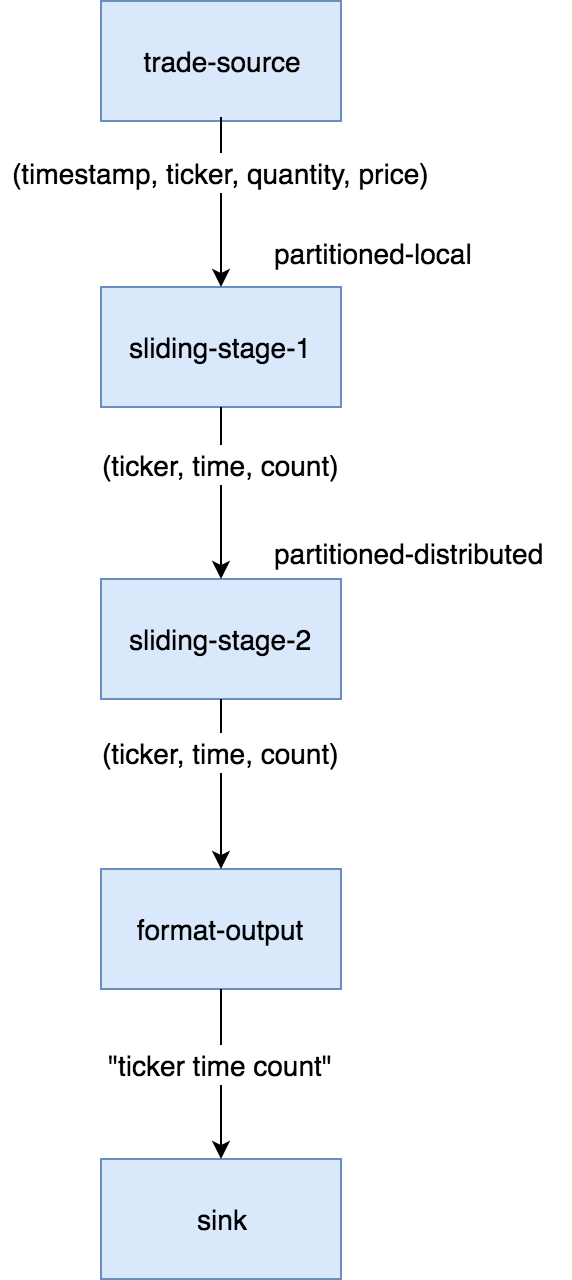 trade-source
(timestamp, ticker, quantity, price)
partitioned-local
sliding-stage-1
(ticker, time, count)
partitioned-distributed
sliding-stage-2
(ticker, time, count)
format-output
"ticker time count"
sink